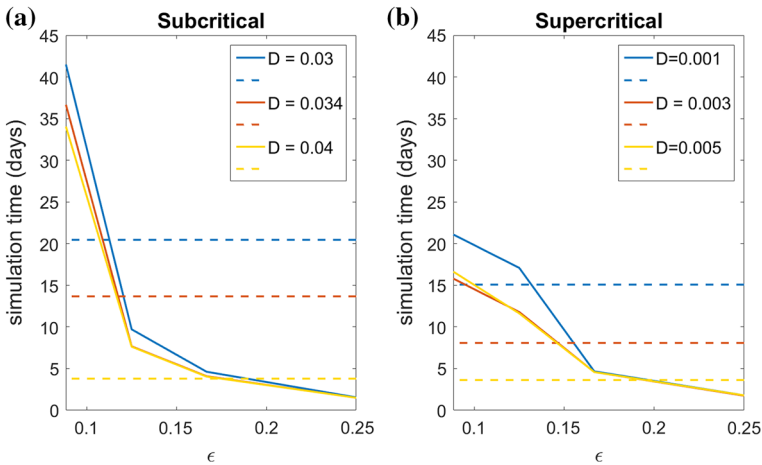 (a)
Subcritical
simulation time (days)
45
40
35
30
25
20
15
10
5
0
0.1
0.15
0.2
0.25
ϵ
D = 0.03
D = 0.034
D = 0.04
(b)
Supercritical
simulation time (days)
45
40
35
30
25
20
15
10
5
0
0.1
0.15
0.2
0.25
ϵ
D=0.001
D = 0.003
D=0.005